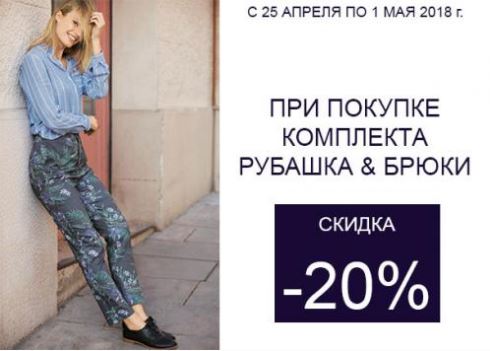 С 25 АПРЕЛЯ ПО 1 МАЯ 2018 г.
ПРИ ПОКУПКЕ
КОМПЛЕКТА
РУБАШКА & БРЮКИ
СКИДКА
-20%